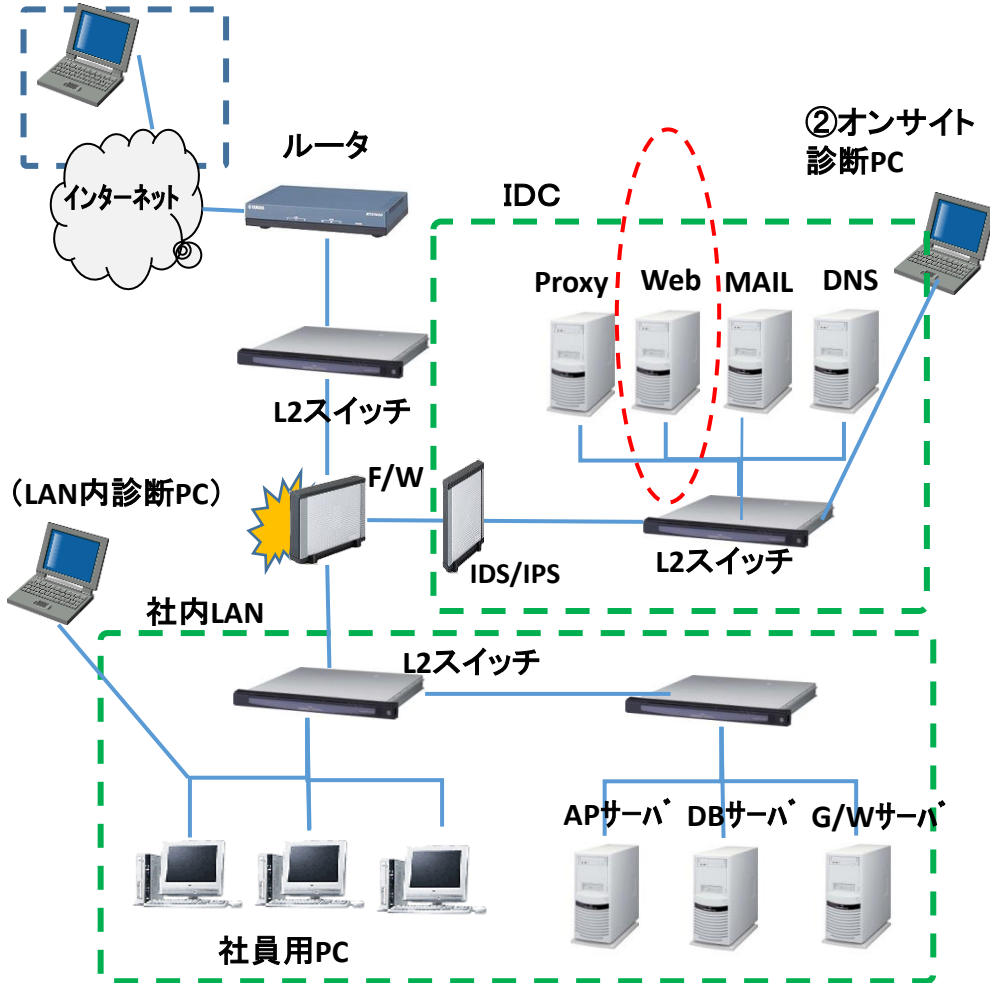 ②オンサイト
診断PC
ルータ
インターネット
IDC
Proxy
Web
MAIL
DNS
L2スイッチ
F/W
(LAN内診断PC)
IDS/IPS
L2スイッチ
社内LAN
L2スイッチ
APサーバ
DBサーバ
G/Wサーバ
社員用PC